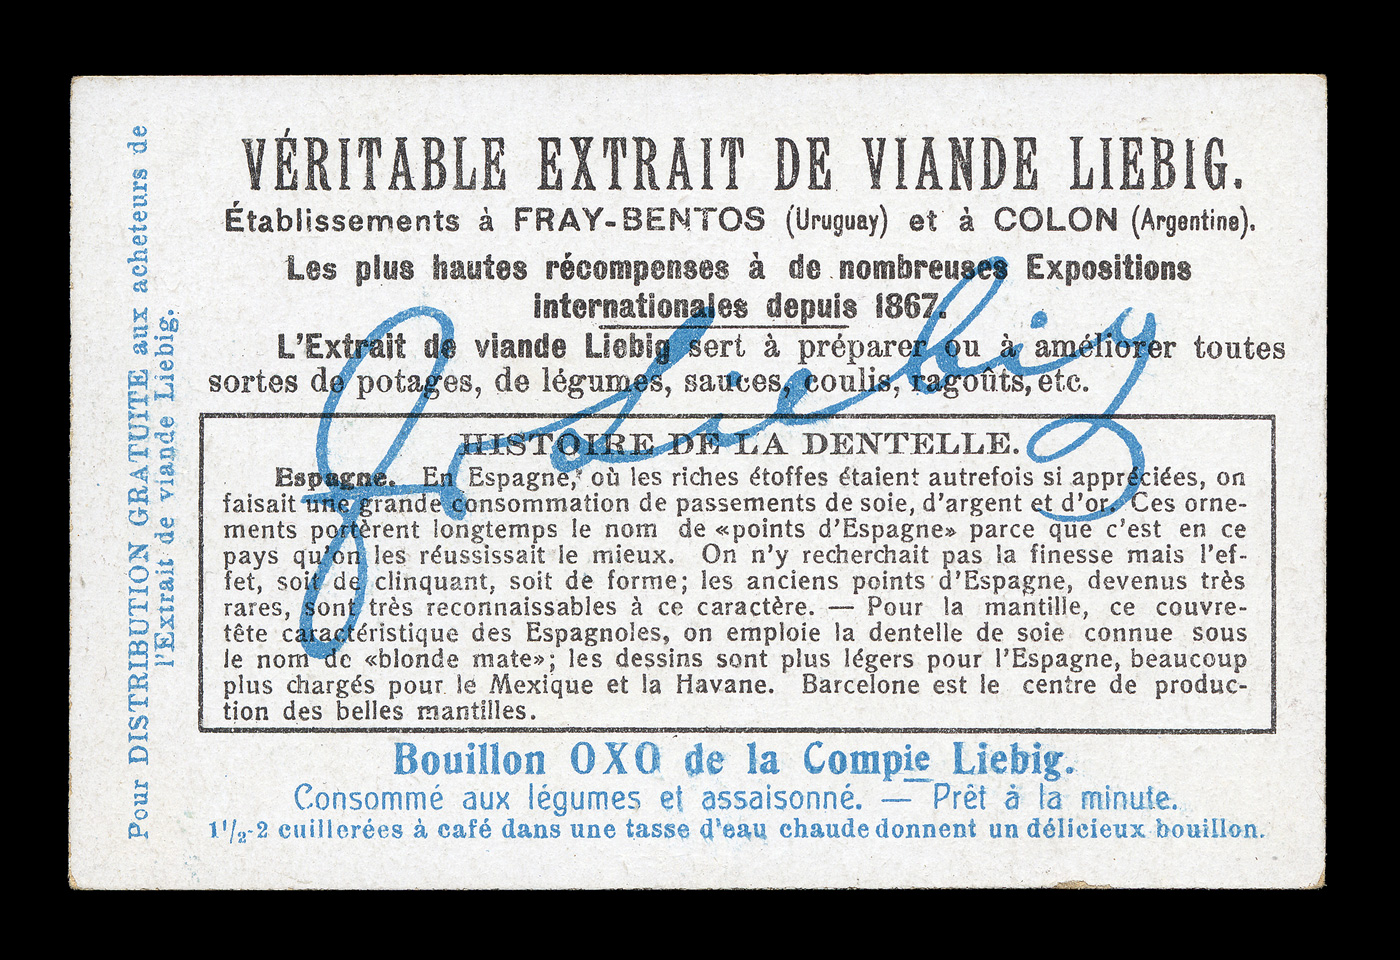 VÉRITABLE EXTRAIT DE VIANDE LIEBIG.
Établissements à FRAY-BENTOS (Uruguay) et à COLON (Argentine).
Les plus hautes récompenses à de nombreuses Expositions
internationales depuis 1867.
L'Extrait de viande Liebig sert à préparer ou à améliorer toutes
sortes de potages, de légumes, sauces, coulis, ragoûts, etc.
J. Liebig
HISTOIRE DE LA DENTELLE.
Espagne. En Espagne, où les riches étoffes étaient autrefois si appréciées, on
faisait une grande consommation de passements de soie, d'argent et d'or. Ces orne-
ments portèrent longtemps le nom de «points d'Espagne» parce que c'est en ce
pays qu'on les réussissait le mieux. On n'y recherchait pas la finesse mais l'ef-
fet, soit de clinquant, soit de forme; les anciens points d'Espagne, devenus très
rares, sont très reconnaissables à ce caractère. — Pour la mantille, ce couvre-
tête caractéristique des Espagnoles, on emploie la dentelle de soie connue sous
le nom de «blonde mate»; les dessins sont plus légers pour l'Espagne, beaucoup
plus chargés pour le Mexique et la Havane. Barcelone est le centre de produc-
tion des belles mantilles.
Bouillon OXO de la Compie Liebig.
Consommé aux légumes et assaisonné. — Prêt à la minute.
1 1/2-2 cuillerées à café dans une tasse d'eau chaude donnent un délicieux bouillon.
Pour DISTRIBUTION GRATUITE aux acheteurs de
l'Extrait de viande Liebig.